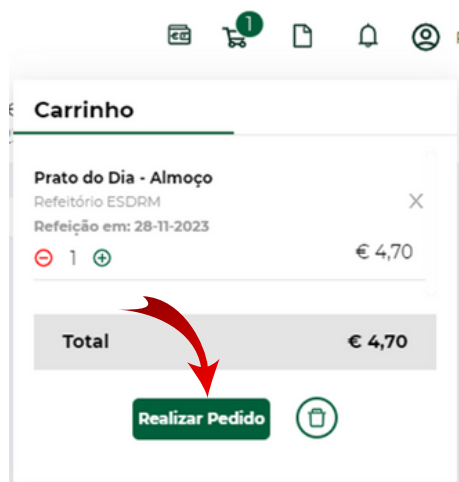 1
Carrinho
Prato do Dia - Almoço
Refeitório ESDRM
Refeição em: 28-11-2023
1
€ 4,70
Total
€ 4,70
Realizar Pedido